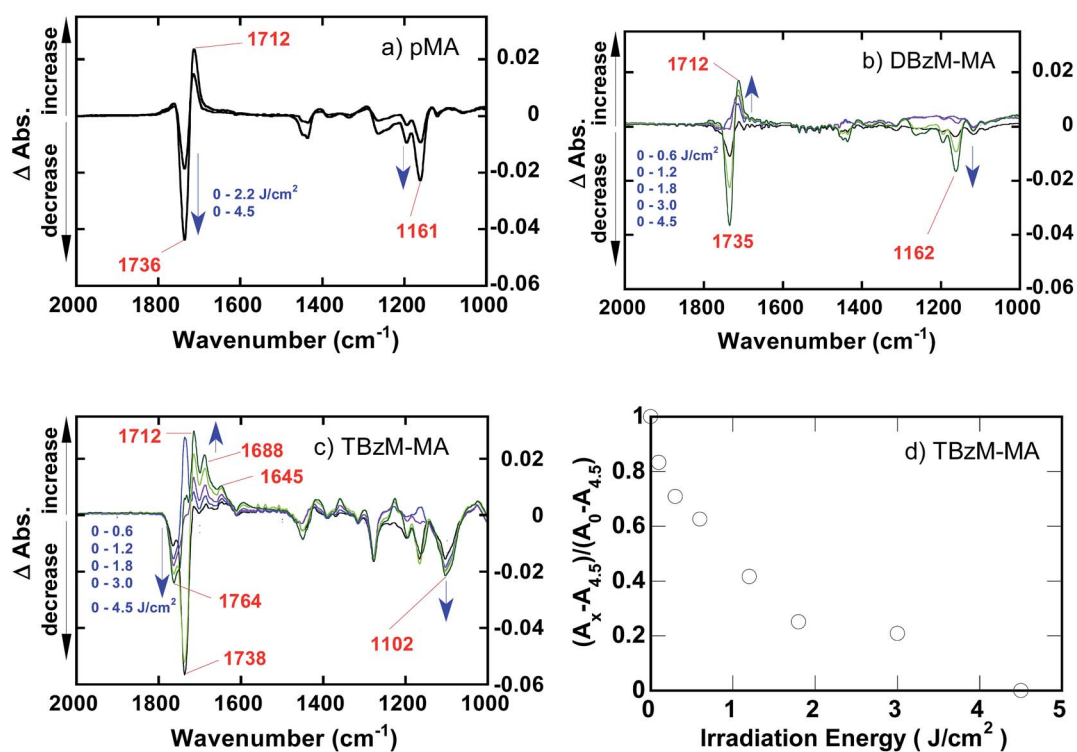 a) pMA
1712
0.02
0
-0.02
-0.04
-0.06
increase
Δ Abs.
decrease
0 - 2.2 J/cm²
0 - 4.5
1736
1161
2000 1800 1600 1400 1200 1000
Wavenumber (cm⁻¹)
b) DBzM-MA
1712
0.02
0
-0.02
-0.04
-0.06
increase
Δ Abs.
decrease
0 - 0.6 J/cm²
0 - 1.2
0 - 1.8
0 - 3.0
0 - 4.5
1735
1162
2000 1800 1600 1400 1200 1000
Wavenumber (cm⁻¹)
c) TBzM-MA
1712
1688
1645
0.02
0
-0.02
-0.04
-0.06
increase
Δ Abs.
decrease
0 - 0.6
0 - 1.2
0 - 1.8
0 - 3.0
0 - 4.5 J/cm²
1764
1738
1102
2000 1800 1600 1400 1200 1000
Wavenumber (cm⁻¹)
d) TBzM-MA
1
0.8
0.6
0.4
0.2
0
(Aₓ-A₄.₅)/(A₀-A₄.₅)
0 1 2 3 4 5
Irradiation Energy ( J/cm²)